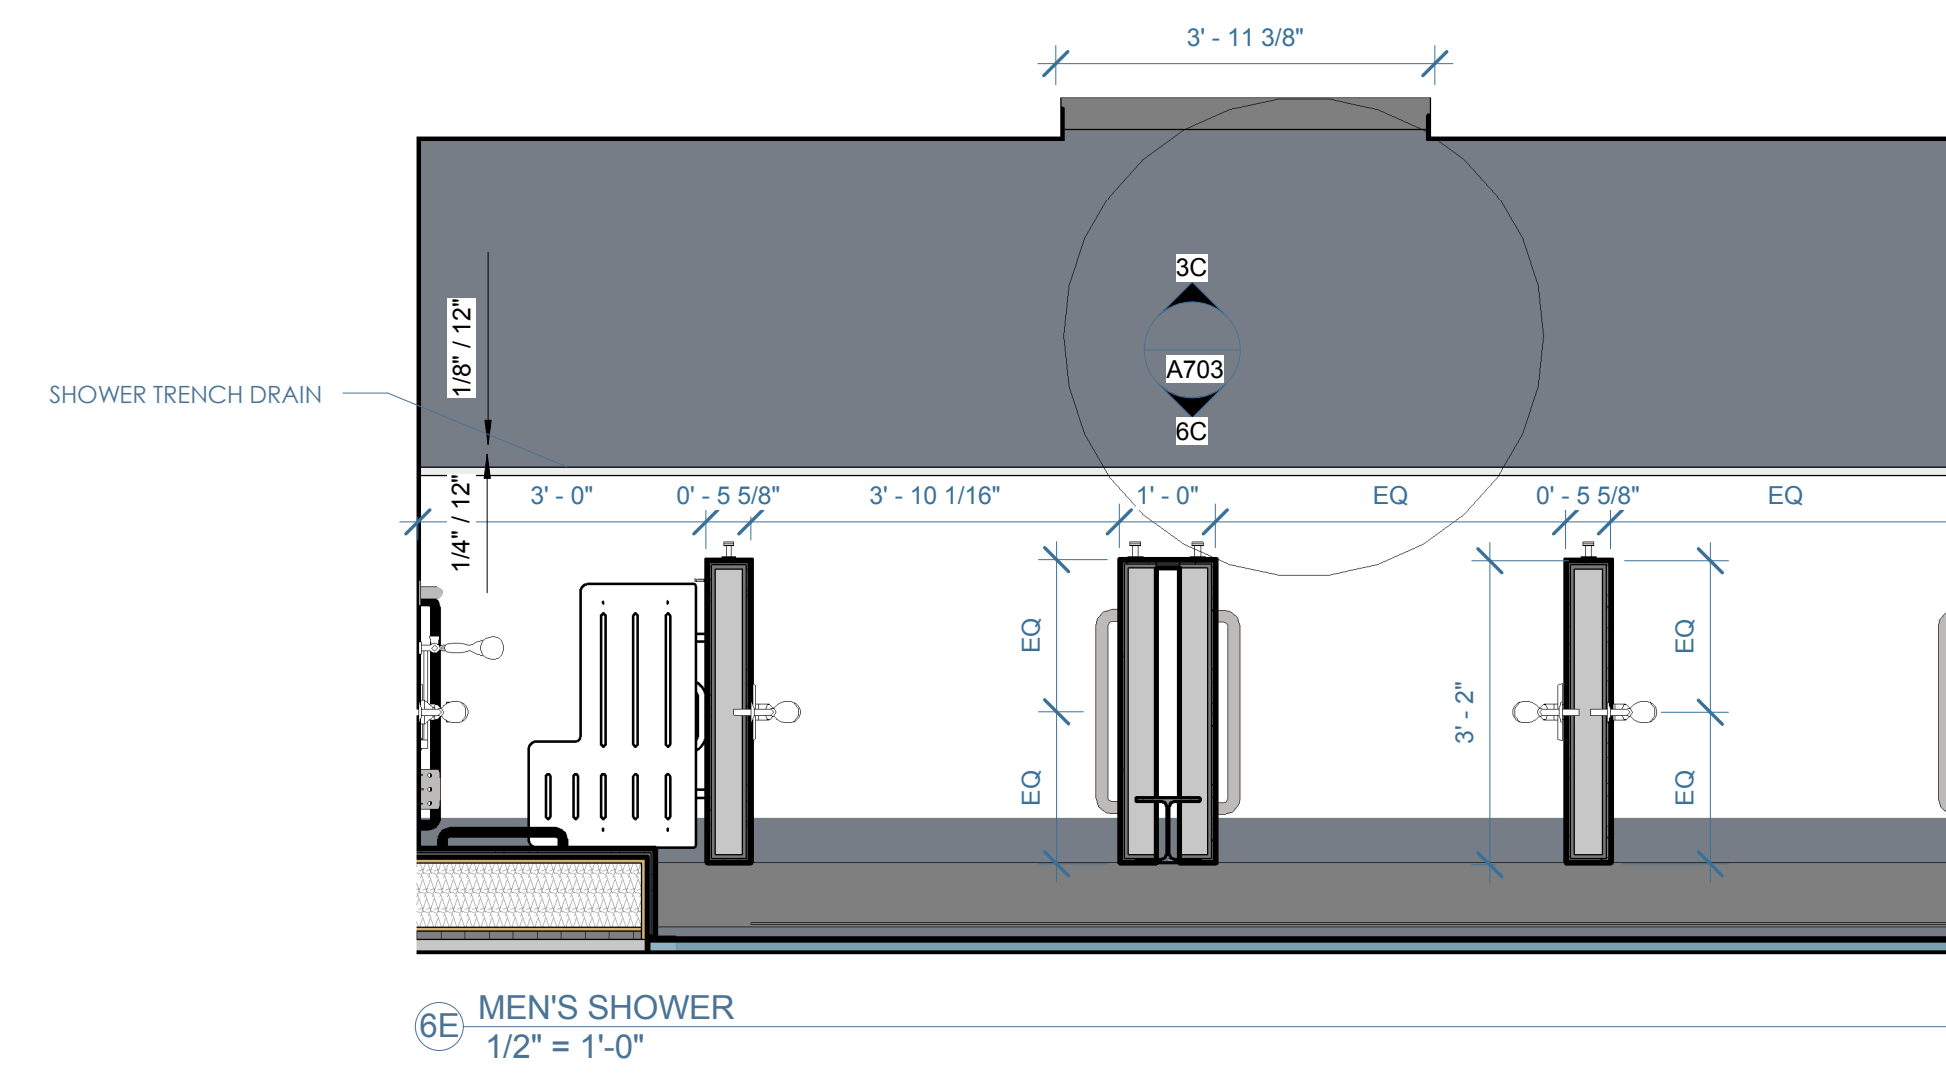 3' - 11 3/8"
3C
A703
6C
1/8" / 12"
SHOWER TRENCH DRAIN
1/4" / 12"
3' - 0"
0' - 5 5/8"
3' - 10 1/16"
1' - 0"
EQ
0' - 5 5/8"
EQ
EQ
EQ
3' - 2"
EQ
EQ
6E
MEN'S SHOWER
1/2" = 1'-0"